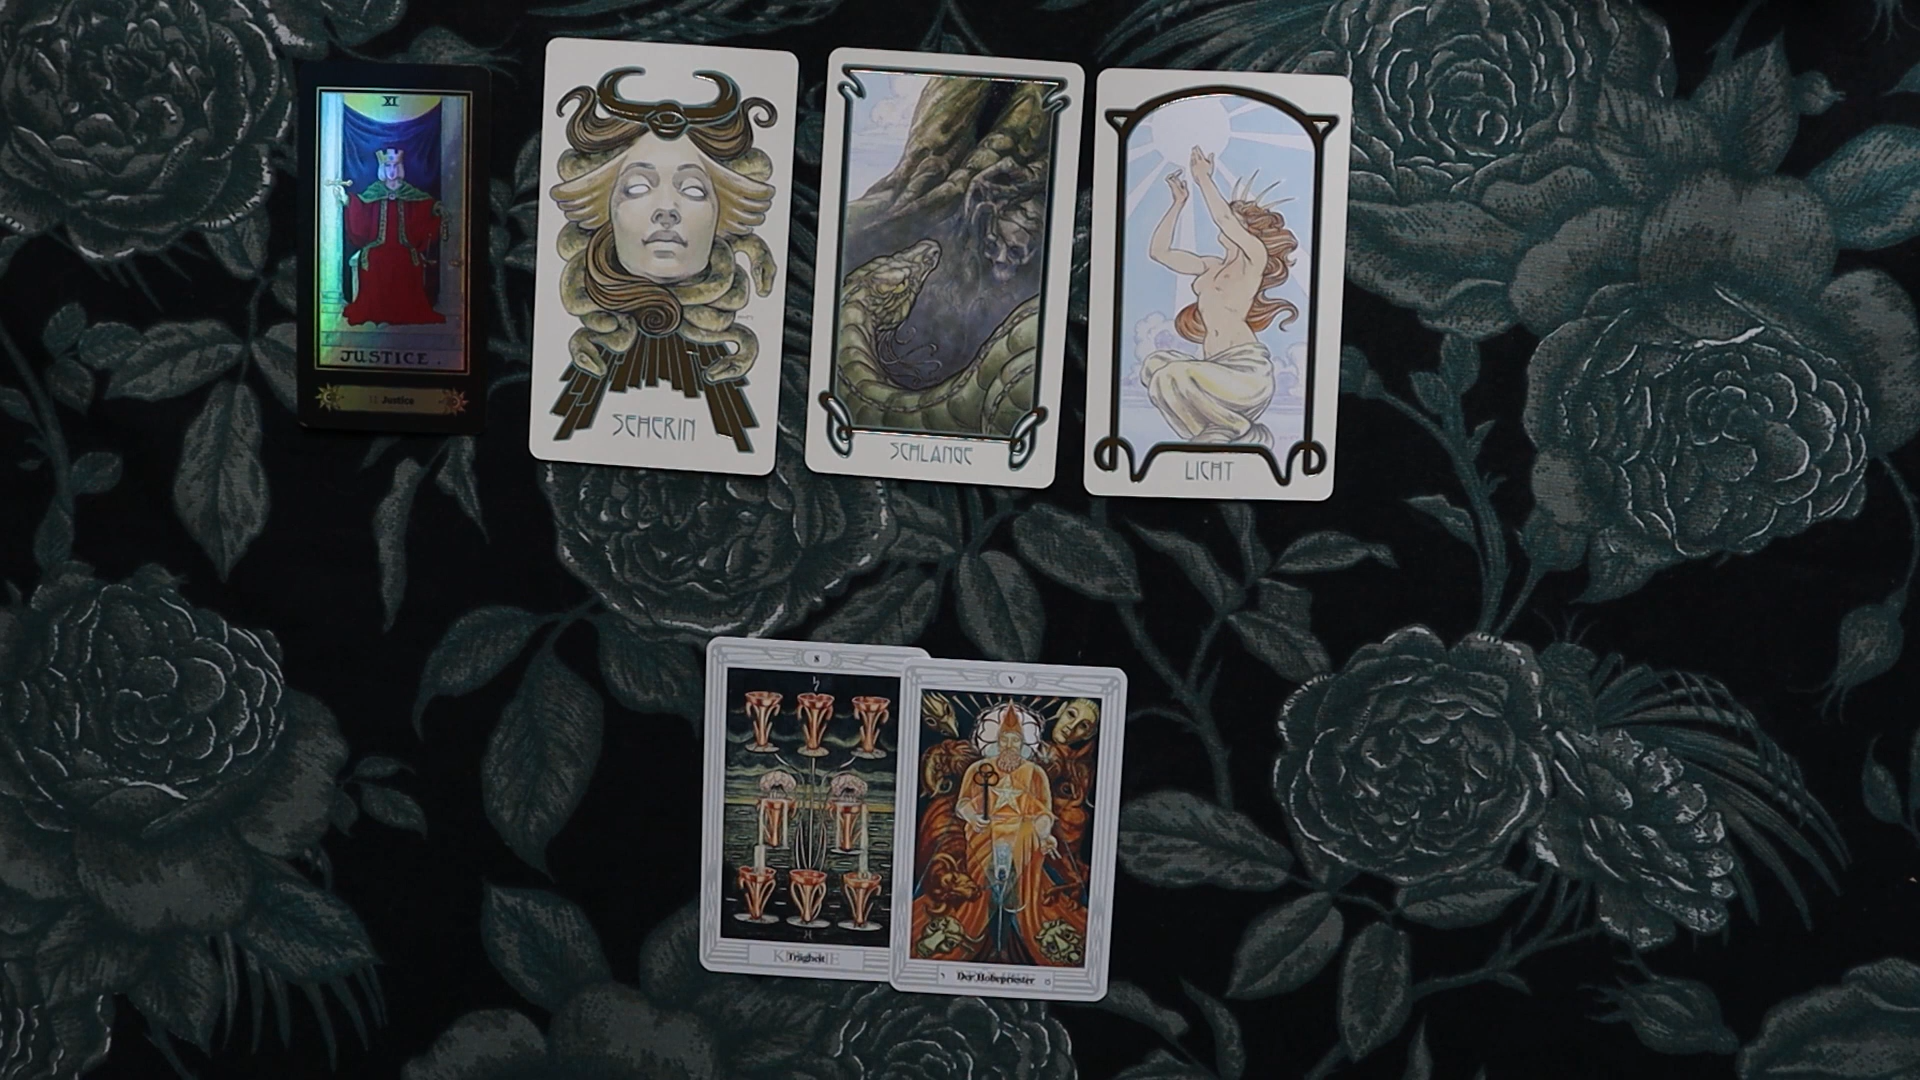 XI
JUSTICE.
Justice
SEHERIN
SCHLANGE
LICHT
8
Trägheit
V
Der Hohepriester